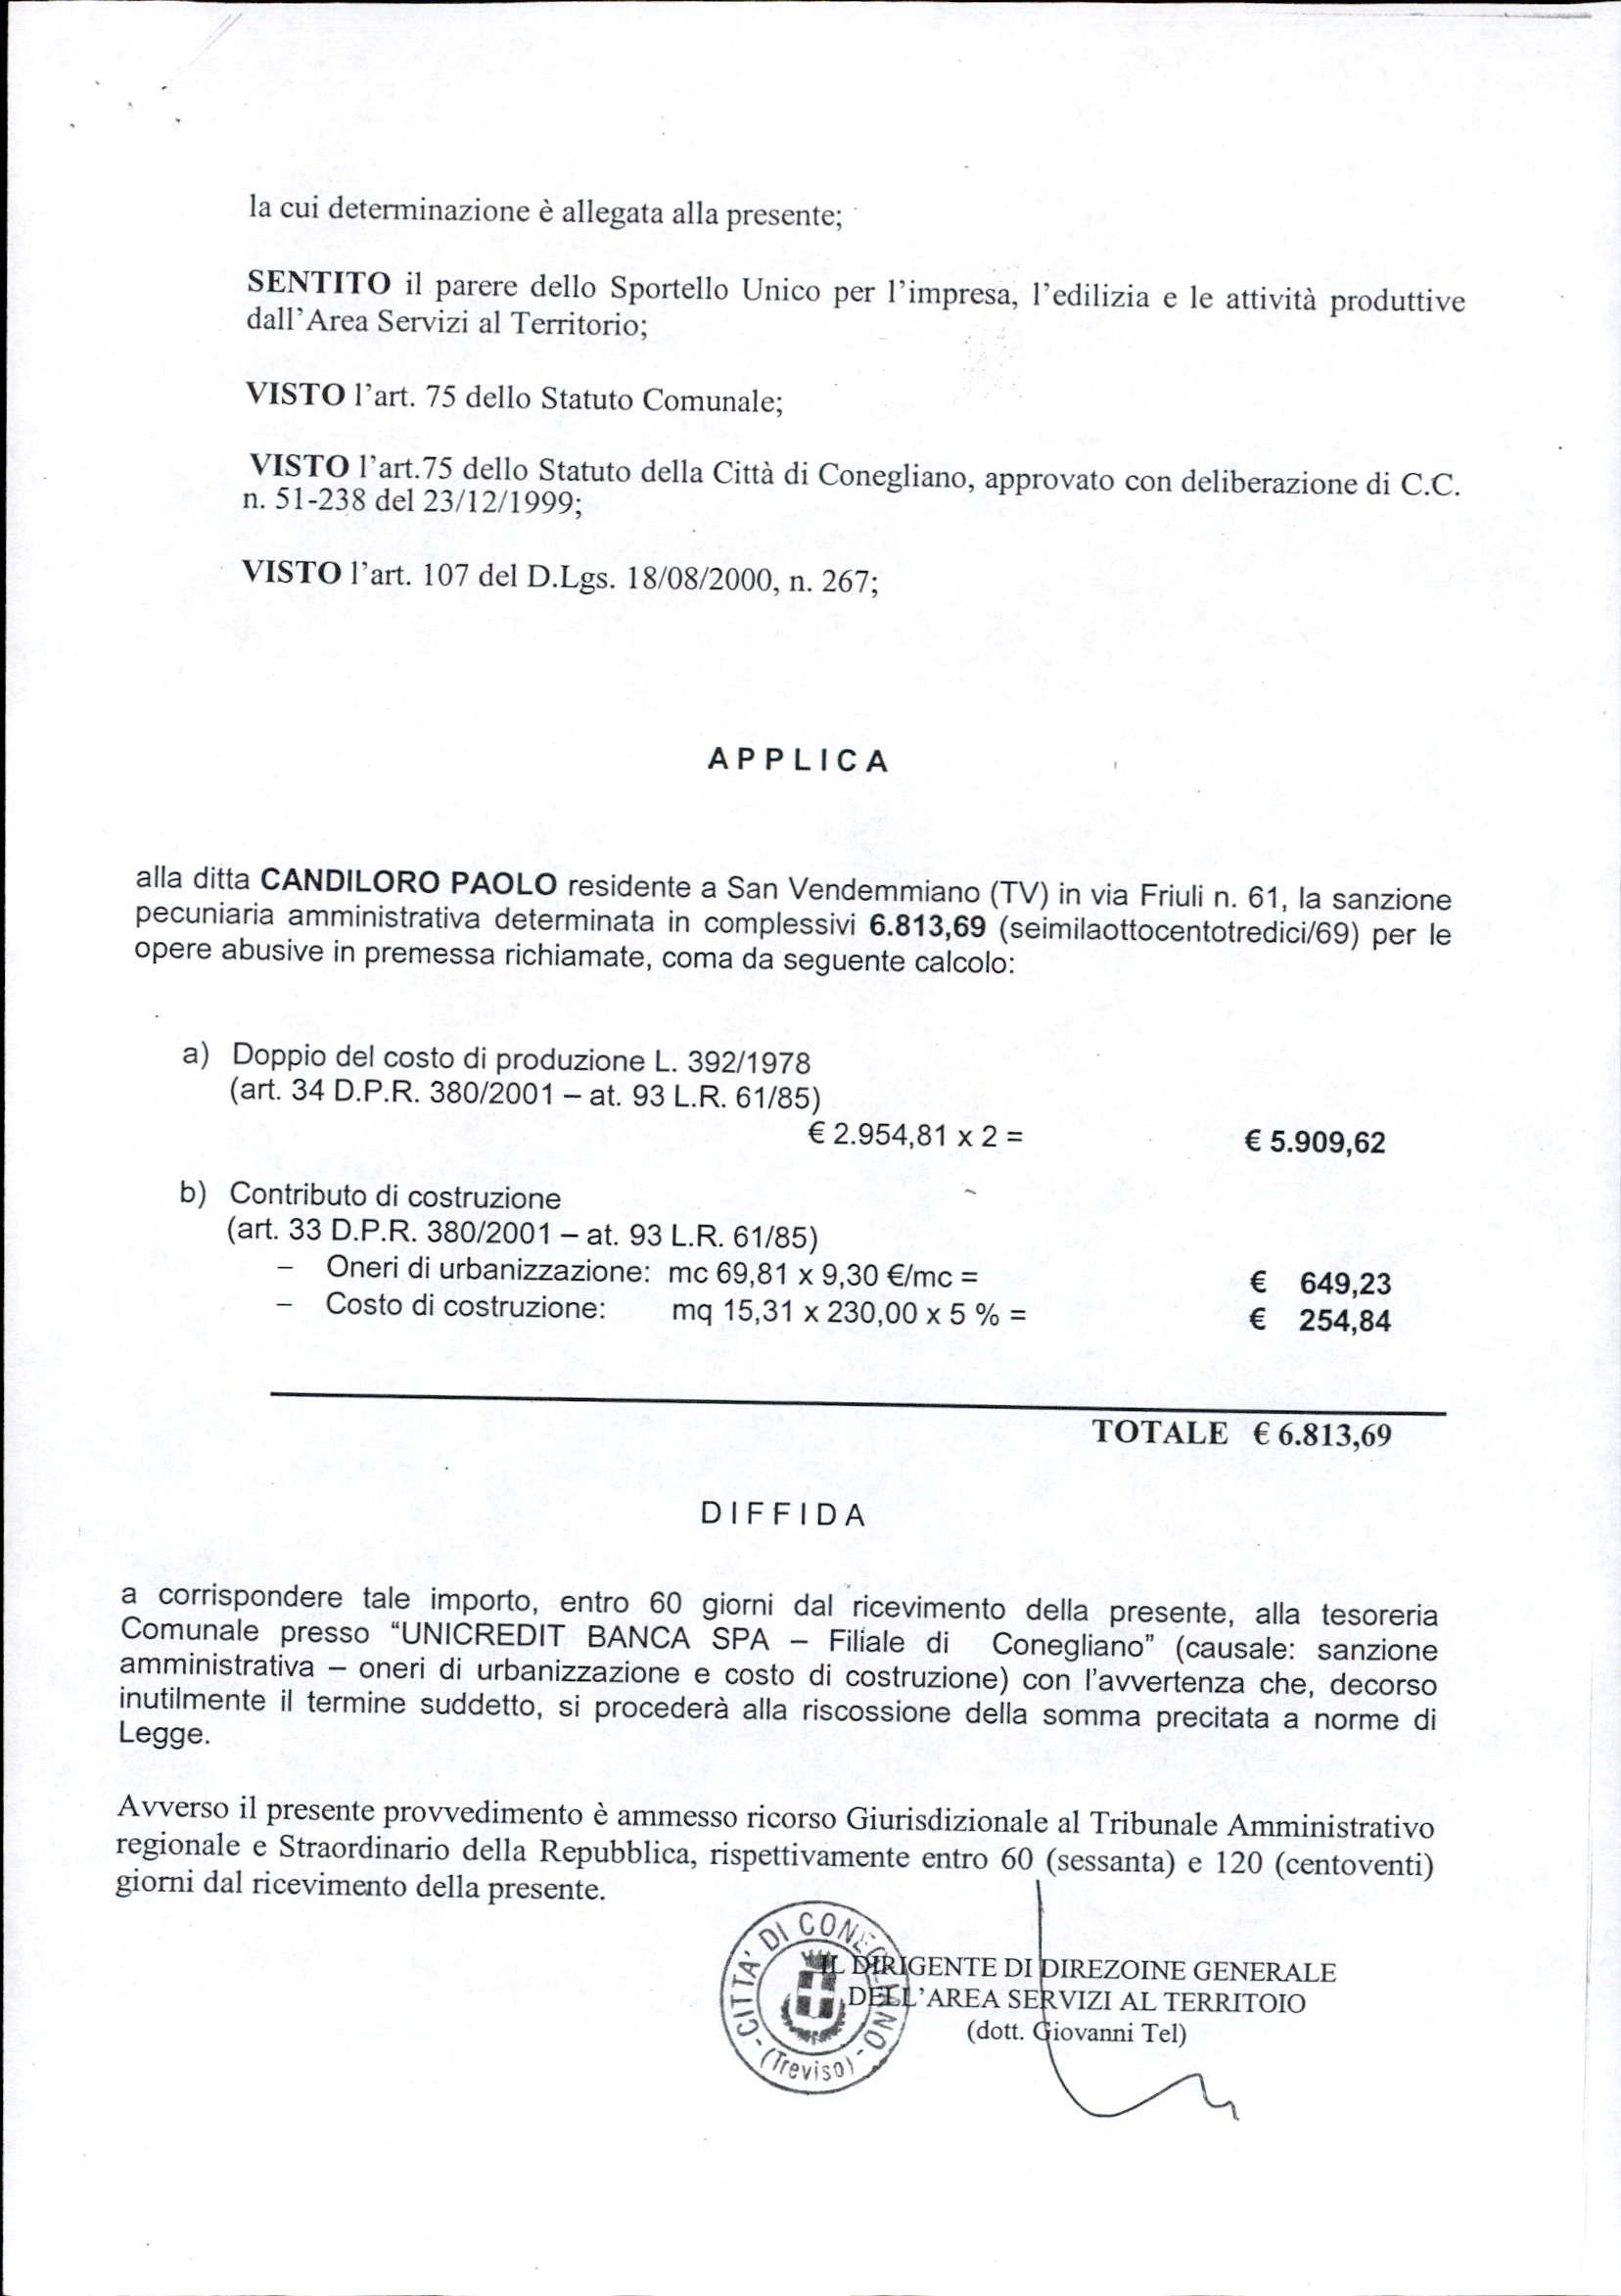 la cui determinazione è allegata alla presente;
SENTITO il parere dello Sportello Unico per l'impresa, l'edilizia e le attività produttive
dall'Area Servizi al Territorio;
VISTO l'art. 75 dello Statuto Comunale;
VISTO l'art.75 dello Statuto della Città di Conegliano, approvato con deliberazione di C.C.
n. 51-238 del 23/12/1999;
VISTO l'art. 107 del D.Lgs. 18/08/2000, n. 267;
APPLICA
alla ditta CANDILORO PAOLO residente a San Vendemmiano (TV) in via Friuli n. 61, la sanzione
pecuniaria amministrativa determinata in complessivi 6.813,69 (seimilaottocentotredici/69) per le
opere abusive in premessa richiamate, coma da seguente calcolo:
a) Doppio del costo di produzione L. 392/1978
(art. 34 D.P.R. 380/2001 – at. 93 L.R. 61/85)
€ 2.954,81 x 2 = € 5.909,62
b) Contributo di costruzione
(art. 33 D.P.R. 380/2001 – at. 93 L.R. 61/85)
– Oneri di urbanizzazione: mc 69,81 x 9,30 €/mc = € 649,23
– Costo di costruzione: mq 15,31 x 230,00 x 5 % = € 254,84
TOTALE € 6.813,69
DIFFIDA
a corrispondere tale importo, entro 60 giorni dal ricevimento della presente, alla tesoreria
Comunale presso “UNICREDIT BANCA SPA – Filiale di Conegliano” (causale: sanzione
amministrativa – oneri di urbanizzazione e costo di costruzione) con l'avvertenza che, decorso
inutilmente il termine suddetto, si procederà alla riscossione della somma precitata a norme di
Legge.
Avverso il presente provvedimento è ammesso ricorso Giurisdizionale al Tribunale Amministrativo
regionale e Straordinario della Repubblica, rispettivamente entro 60 (sessanta) e 120 (centoventi)
giorni dal ricevimento della presente.
IL DIRIGENTE DI DIREZOINE GENERALE
DELL'AREA SERVIZI AL TERRITOIO
(dott. Giovanni Tel)
- CITTA' DI CONEGLIANO -
(Treviso)